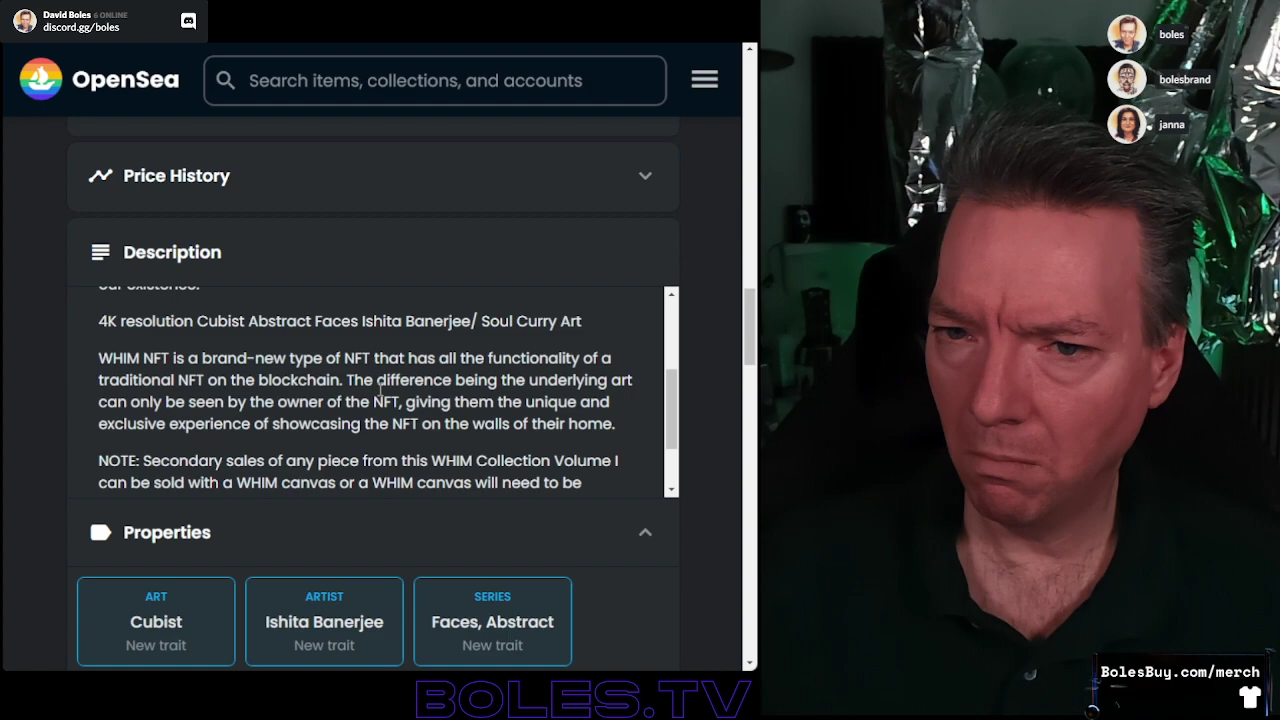 David Boles 6 ONLINE
discord.gg/boles
OpenSea
Search items, collections, and accounts
Price History
Description
our existence.
4K resolution Cubist Abstract Faces Ishita Banerjee/ Soul Curry Art
WHIM NFT is a brand-new type of NFT that has all the functionality of a
traditional NFT on the blockchain. The difference being the underlying art
can only be seen by the owner of the NFT, giving them the unique and
exclusive experience of showcasing the NFT on the walls of their home.
NOTE: Secondary sales of any piece from this WHIM Collection Volume I
can be sold with a WHIM canvas or a WHIM canvas will need to be
Properties
ART
Cubist
New trait
ARTIST
Ishita Banerjee
New trait
SERIES
Faces, Abstract
New trait
BOLES.TV
boles
bolesbrand
janna
BolesBuy.com/merch